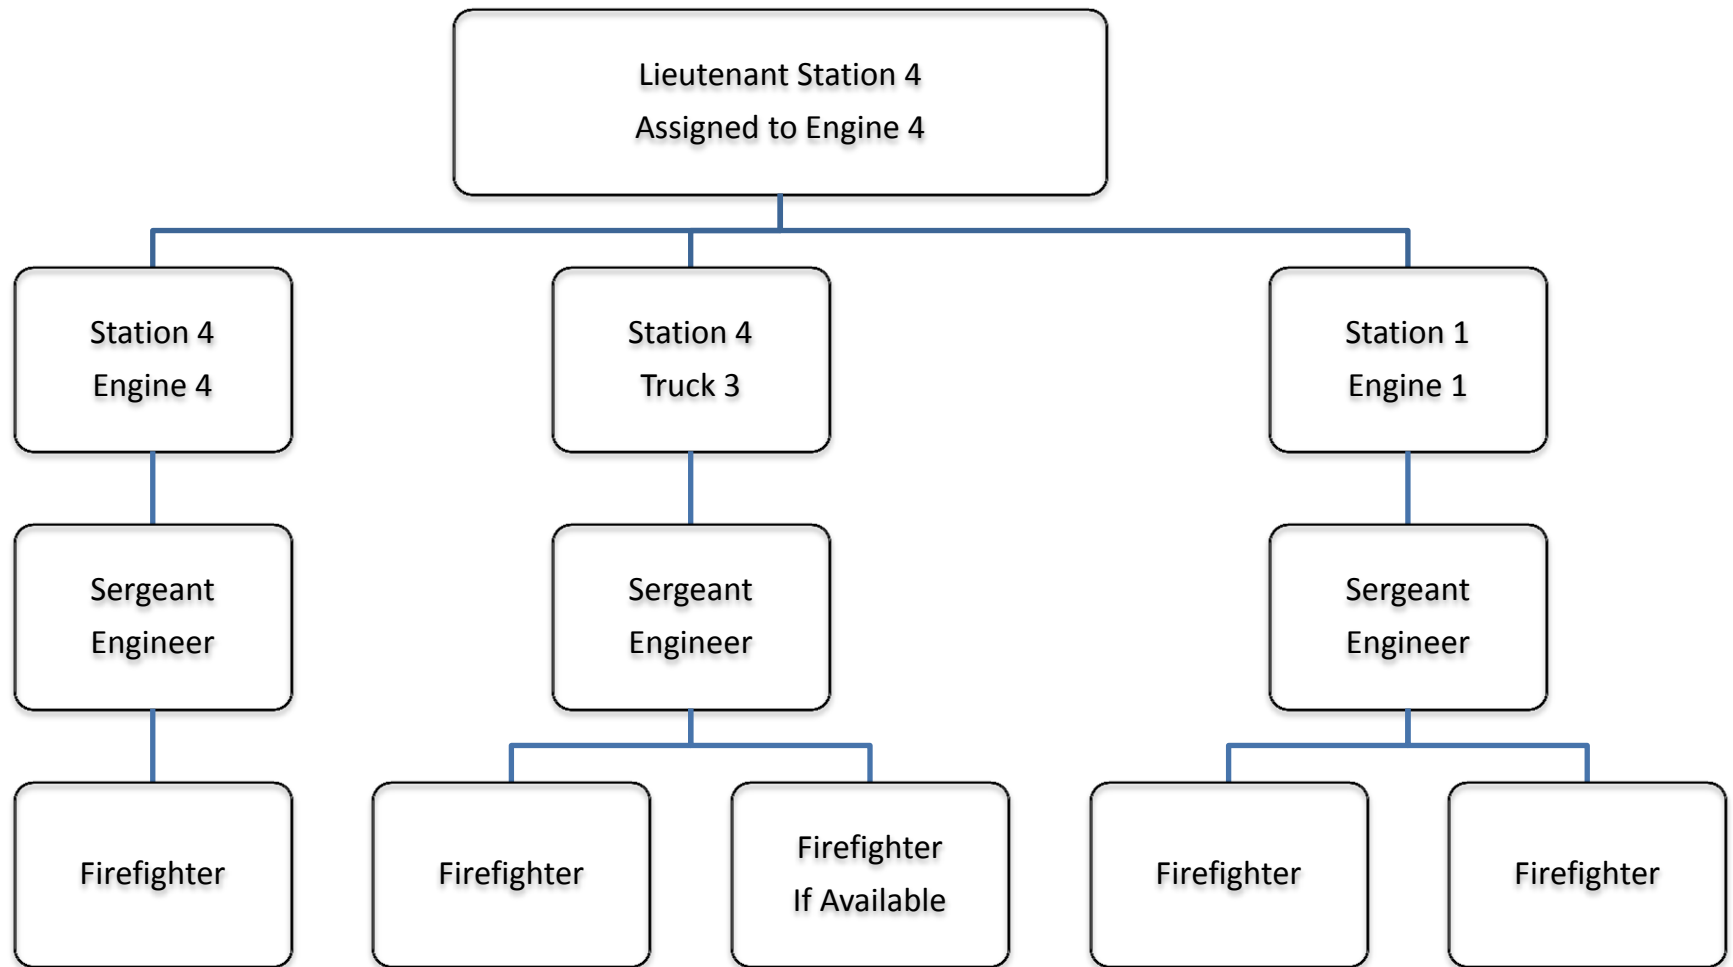 Lieutenant Station 4
Assigned to Engine 4
Station 4
Engine 4
Station 4
Truck 3
Station 1
Engine 1
Sergeant
Engineer
Sergeant
Engineer
Sergeant
Engineer
Firefighter
Firefighter
Firefighter
If Available
Firefighter
Firefighter